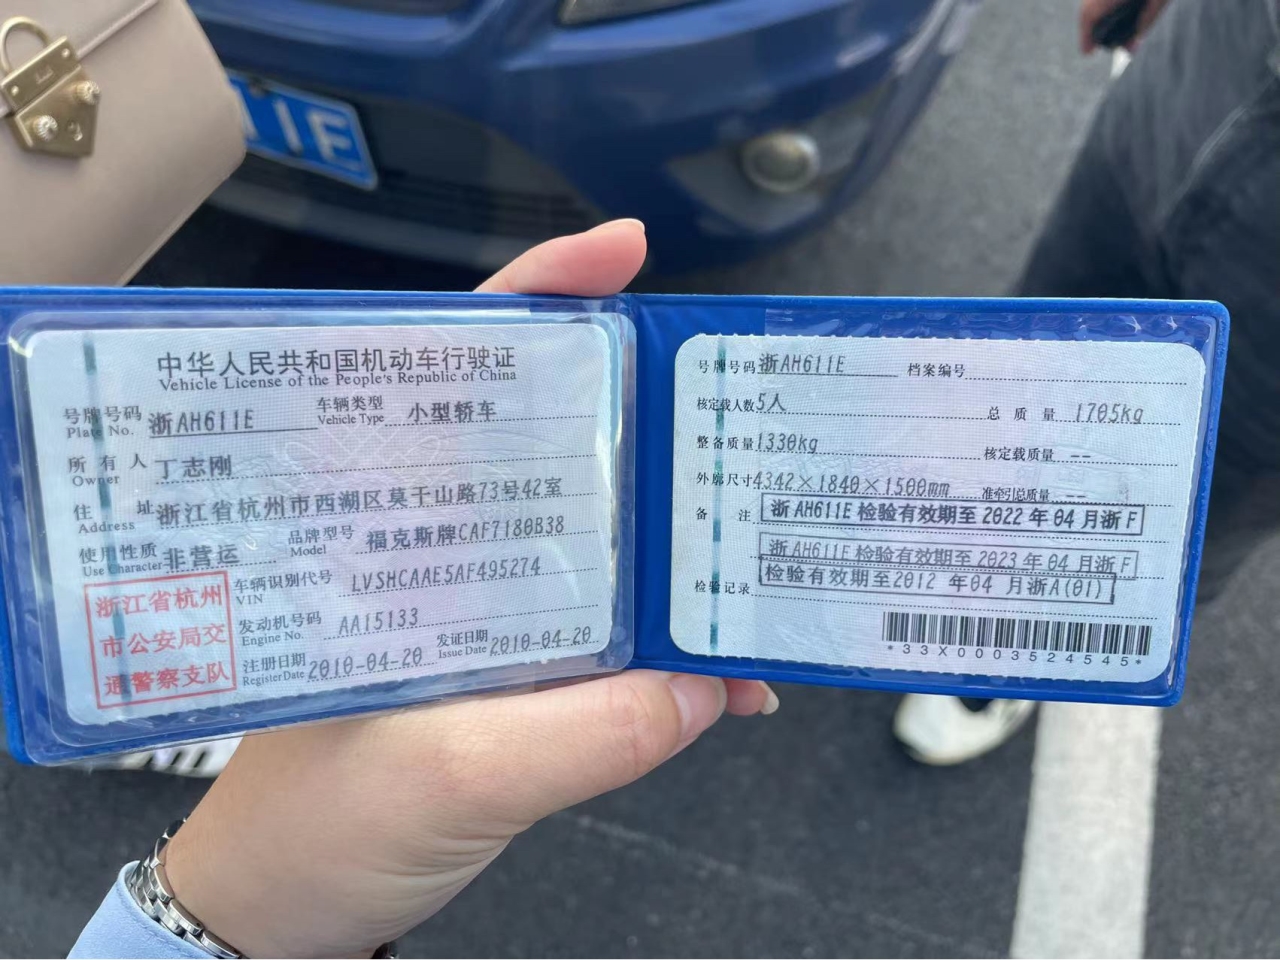 11E
中华人民共和国机动车行驶证
Vehicle License of the People's Republic of China
号牌号码 浙AH611E 车辆类型 小型轿车
Plate No. Vehicle Type
所有人 丁志刚
Owner
住址 浙江省杭州市西湖区莫干山路73号42室
Address
使用性质 非营运 品牌型号 福克斯牌CAF7180B38
Use Character Model
车辆识别代号 LVSHCAAE5AF495274
VIN
发动机号码 AA15133
Engine No.
注册日期 2010-04-20 发证日期 2010-04-20
Register Date Issue Date
浙江省杭州
市公安局交
通警察支队
号牌号码 浙AH611E 档案编号
核定载人数 5人 总质量 1705kg
整备质量 1330kg 核定载质量 --
外廓尺寸 4342×1840×1500mm 准牵引总质量 --
备注 浙AH611E检验有效期至2022年04月浙F
浙AH611E检验有效期至2023年04月浙F
检验记录 检验有效期至2012年04月浙A(01)
*33X0003524545*